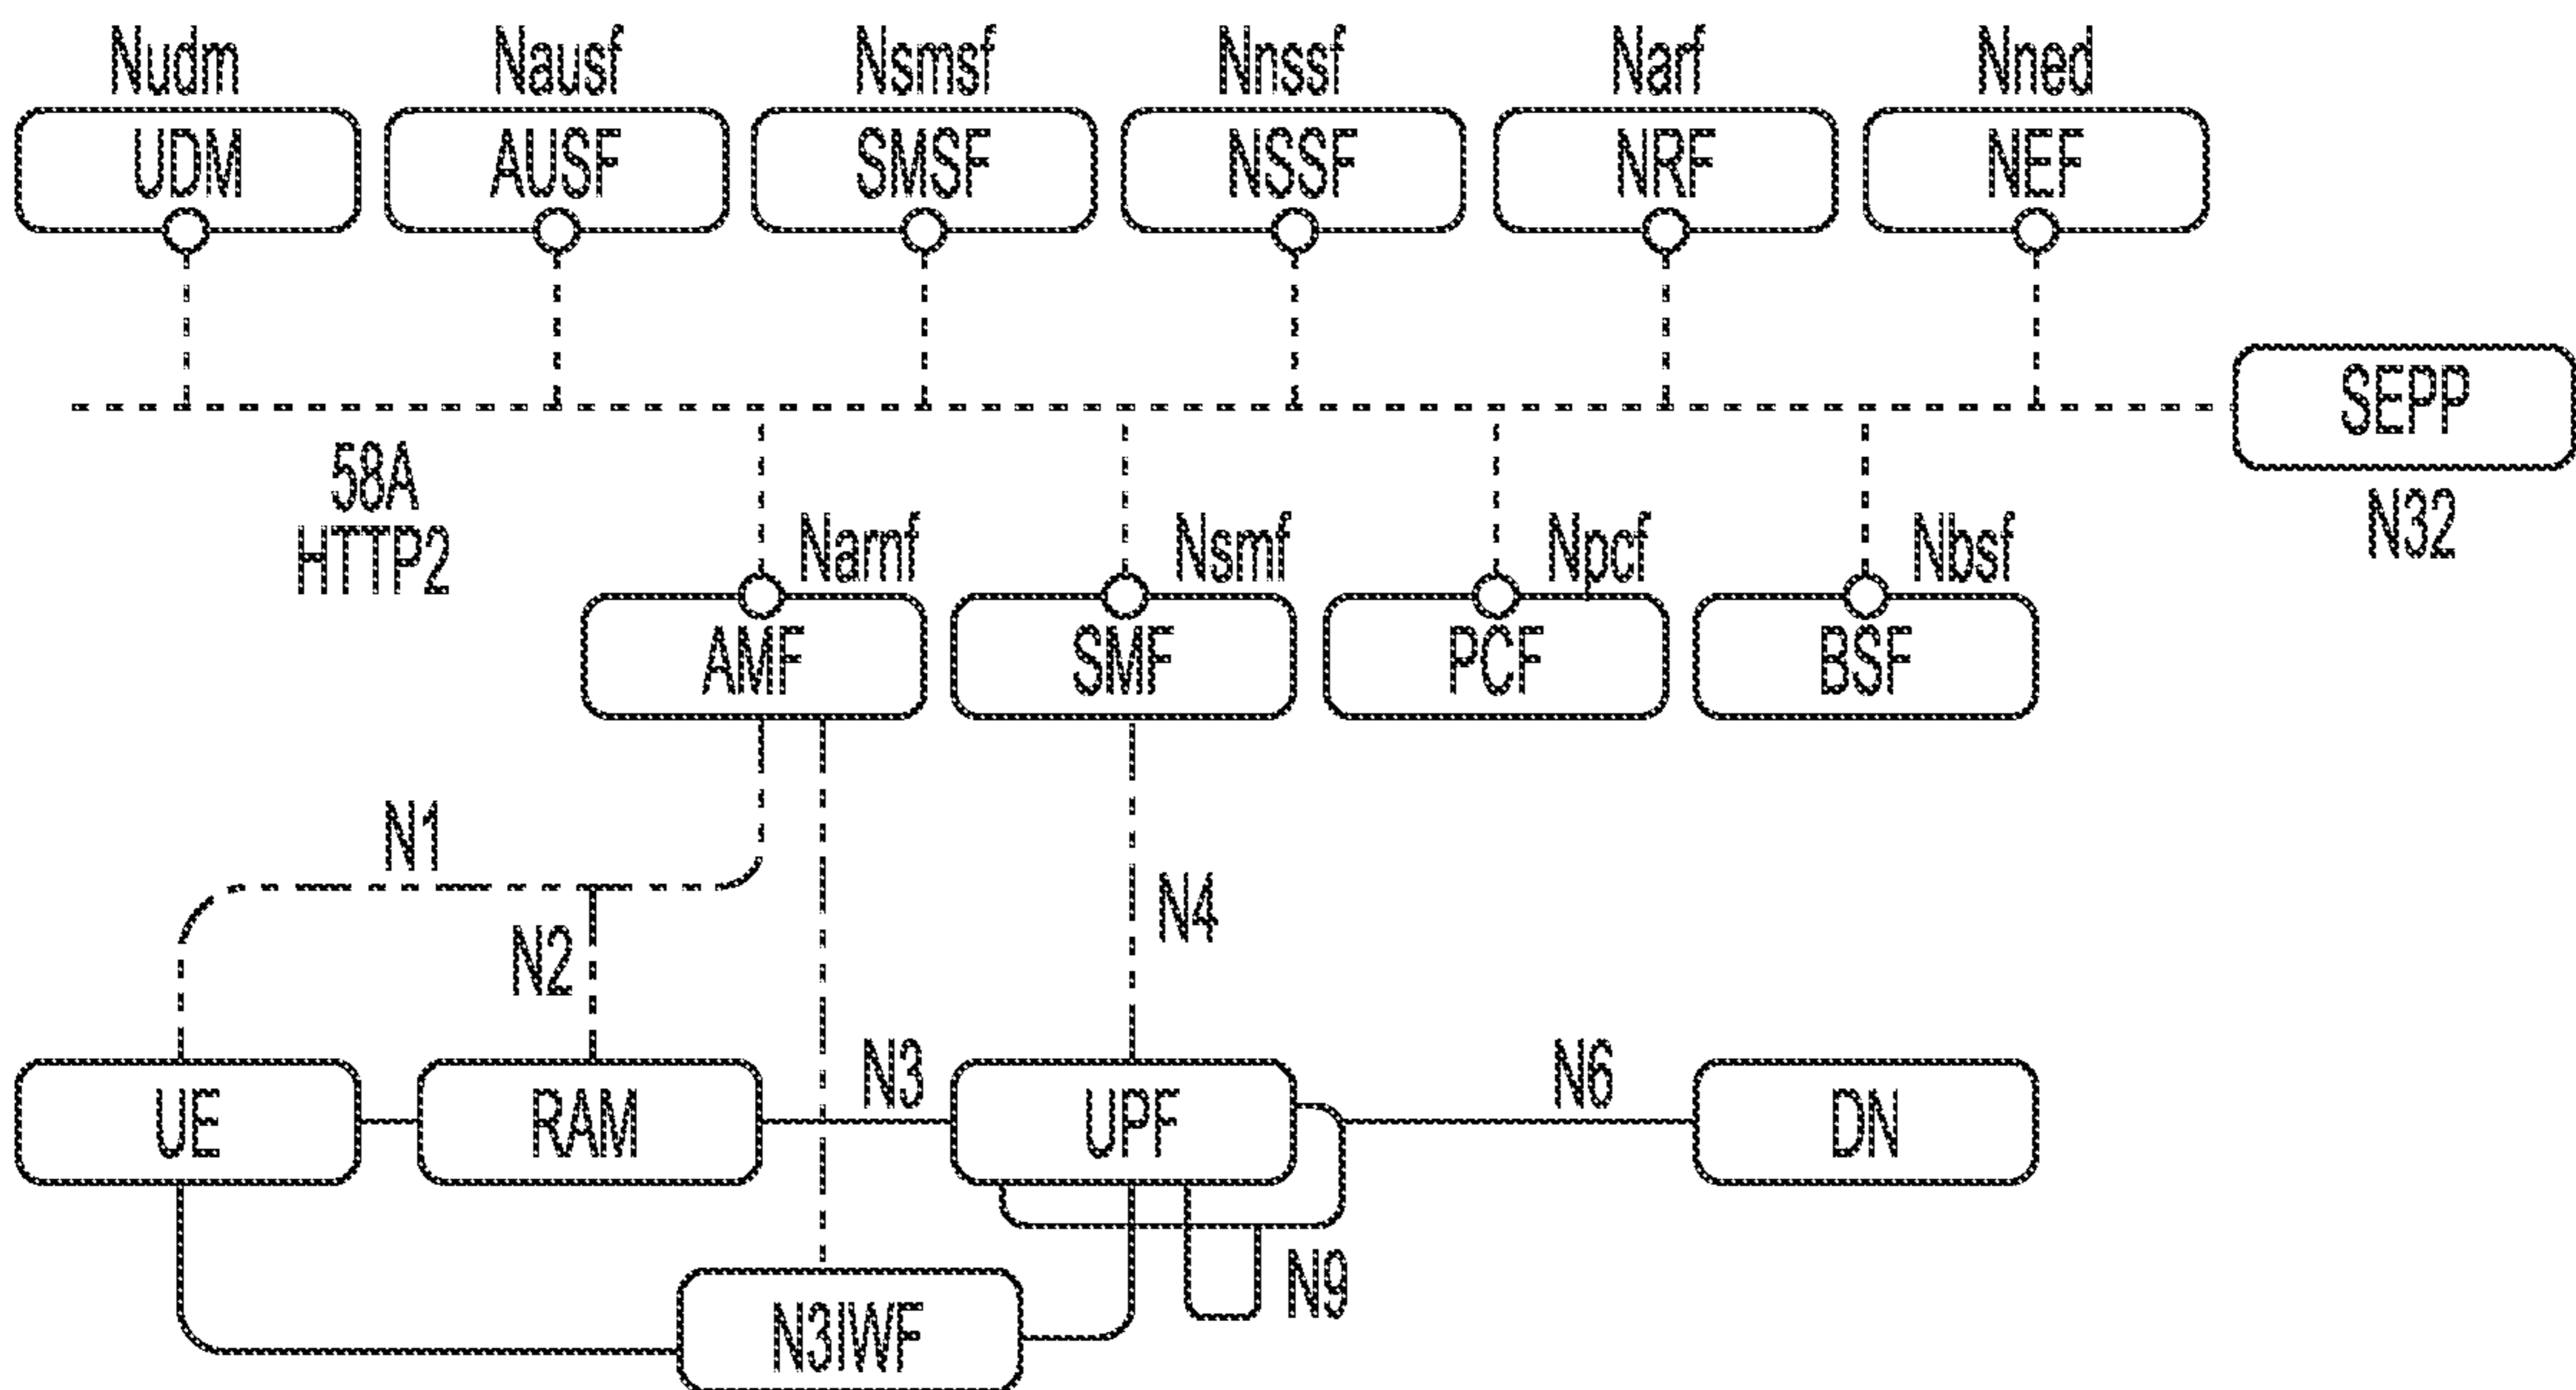 Nudm Nausf Nsmsf Nnssf Narf Nned
UDM AUSF SMSF NSSF NRF NEF
SEPP
58A
HTTP2
N32
Namf Nsmf Npcf Nbsf
AMF SMF PCF BSF
N1
N4
N2
N3 N6
UE RAM UPF DN
N9
N3IWF